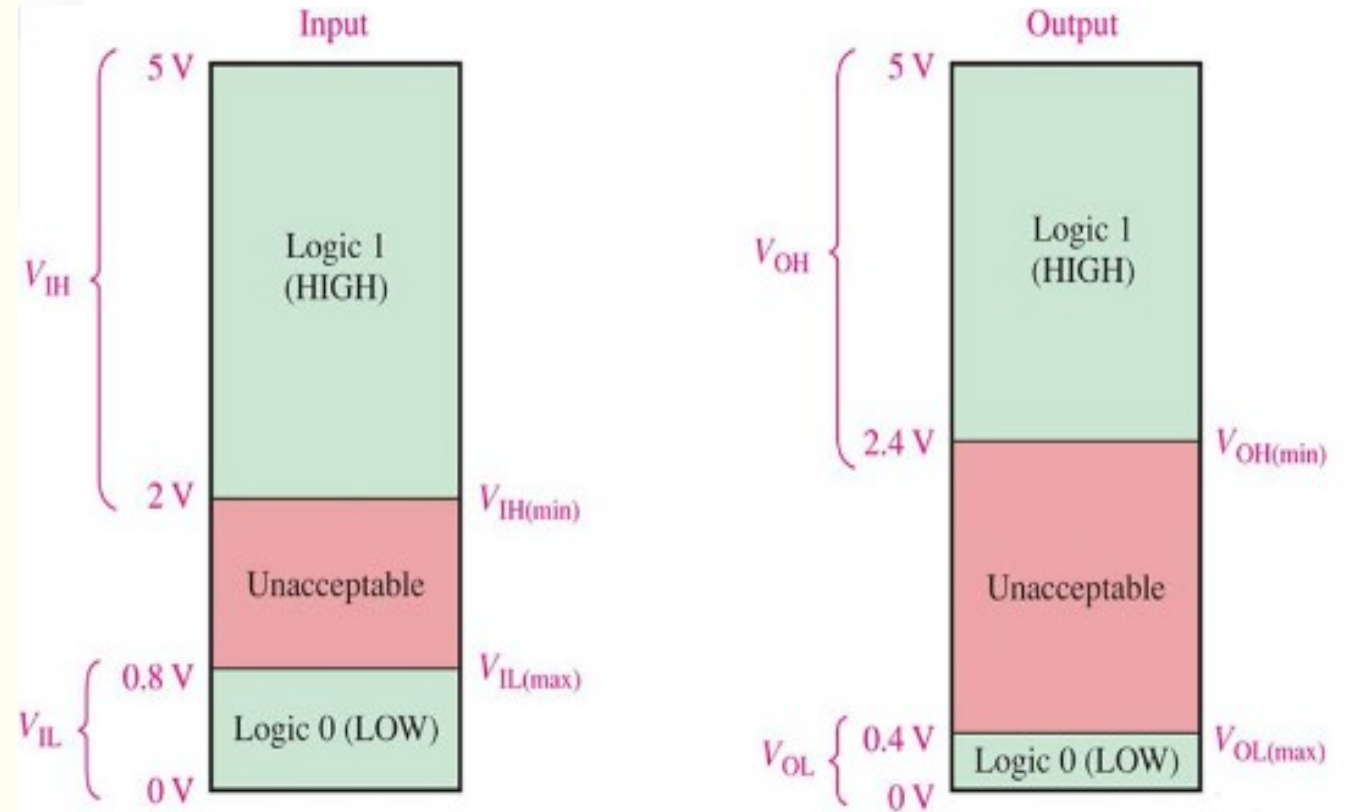 Input
5 V
Logic 1
(HIGH)
V_IH
2 V
V_IH(min)
Unacceptable
0.8 V
V_IL(max)
V_IL
Logic 0 (LOW)
0 V
Output
5 V
Logic 1
(HIGH)
V_OH
2.4 V
V_OH(min)
Unacceptable
0.4 V
V_OL(max)
V_OL
Logic 0 (LOW)
0 V